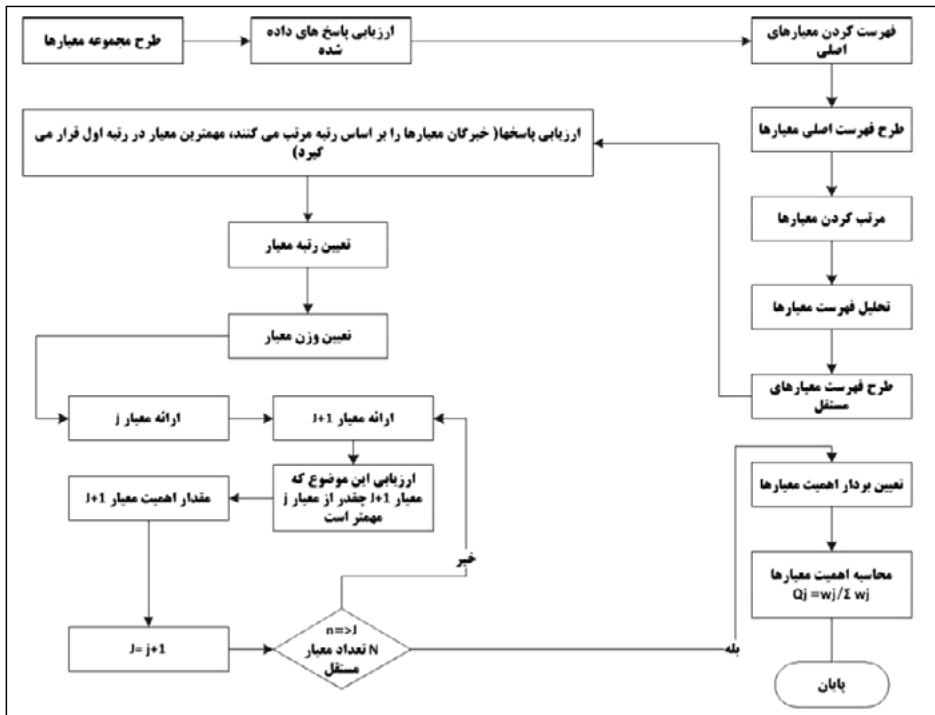 طرح مجموعه معیارها
ارزیابی پاسخ های داده
شده
فهرست کردن معیارهای
اصلی
طرح فهرست اصلی معیارها
مرتب کردن معیارها
تحلیل فهرست معیارها
طرح فهرست معیارهای
مستقل
ارزیابی پاسخها( خبرگان معیارها را بر اساس رتبه مرتب می کنند، مهمترین معیار در رتبه اول قرار می
گیرد)
تعیین رتبه معیار
تعیین وزن معیار
ارائه معیار j
ارائه معیار J+1
ارزیابی این موضوع که
معیار J+1 چقدر از معیار j
مهمتر است
مقدار اهمیت معیار J+1
J= j+1
n=>J
N تعداد معیار
مستقل
خیر
بله
تعیین بردار اهمیت معیارها
محاسبه اهمیت معیارها
Qj =wj/Σ wj
پایان